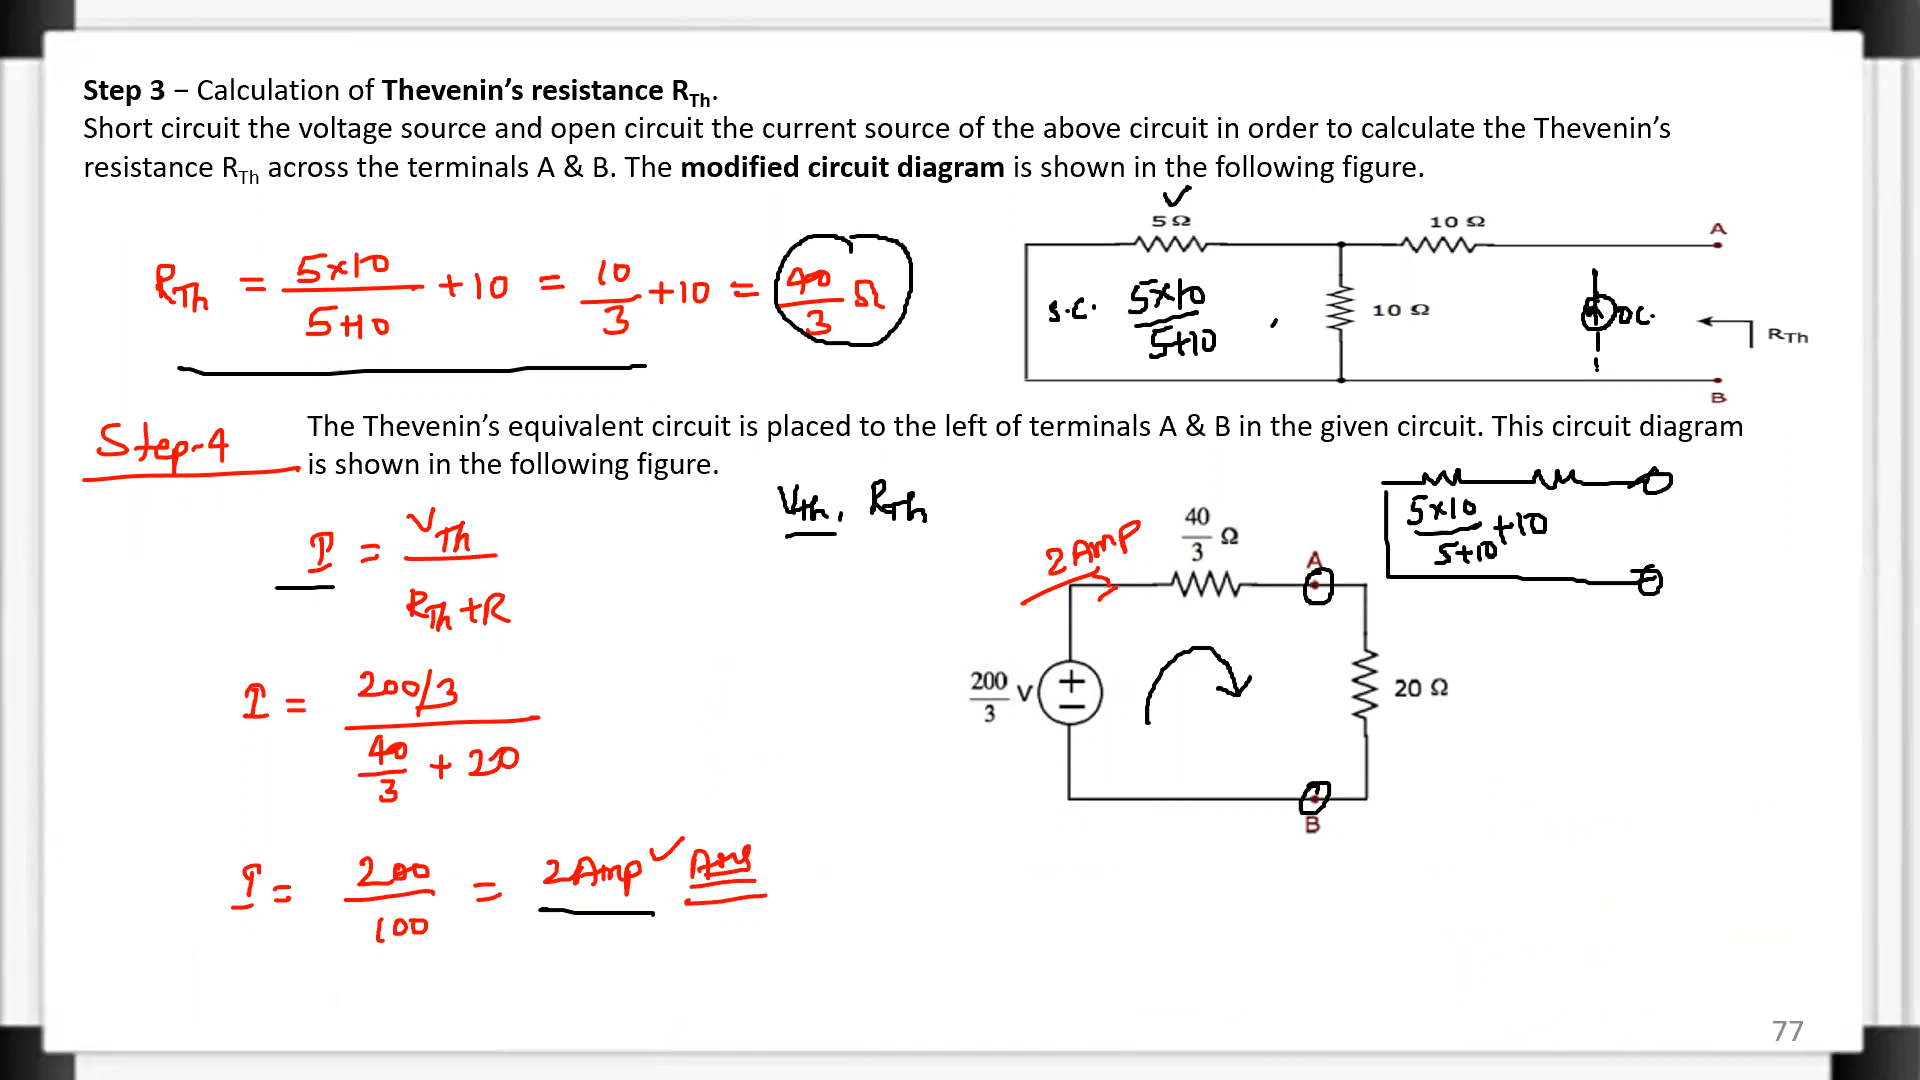 Step 3 – Calculation of Thevenin's resistance RTh.
Short circuit the voltage source and open circuit the current source of the above circuit in order to calculate the Thevenin's
resistance RTh across the terminals A & B. The modified circuit diagram is shown in the following figure.
RTh = 5×10/5+10 + 10 = 10/3 + 10 = 40/3 Ω
5 Ω
10 Ω
A
S.C. 5×10/5+10
10 Ω
O.C.
RTh
B
Step-4
The Thevenin's equivalent circuit is placed to the left of terminals A & B in the given circuit. This circuit diagram
is shown in the following figure.
VTh, RTh
5×10/5+10 +10
I = VTh/RTh+R
2 Amp
40/3 Ω
A
I = 200/3 / 40/3 + 20
200/3 V
+
−
20 Ω
B
I = 200/100 = 2 Amp Ans
77